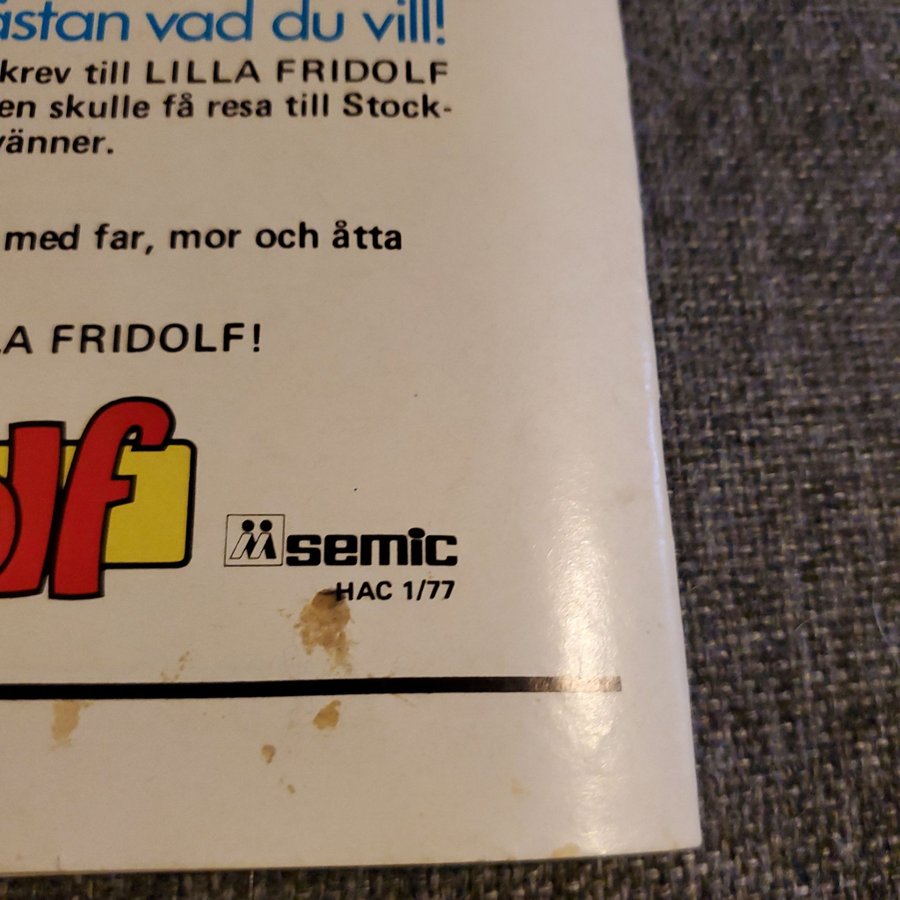 ästan vad du vill!
krev till LILLA FRIDOLF
en skulle få resa till Stock-
vänner.
med far, mor och åtta
LA FRIDOLF!
olf
semic
HAC 1/77